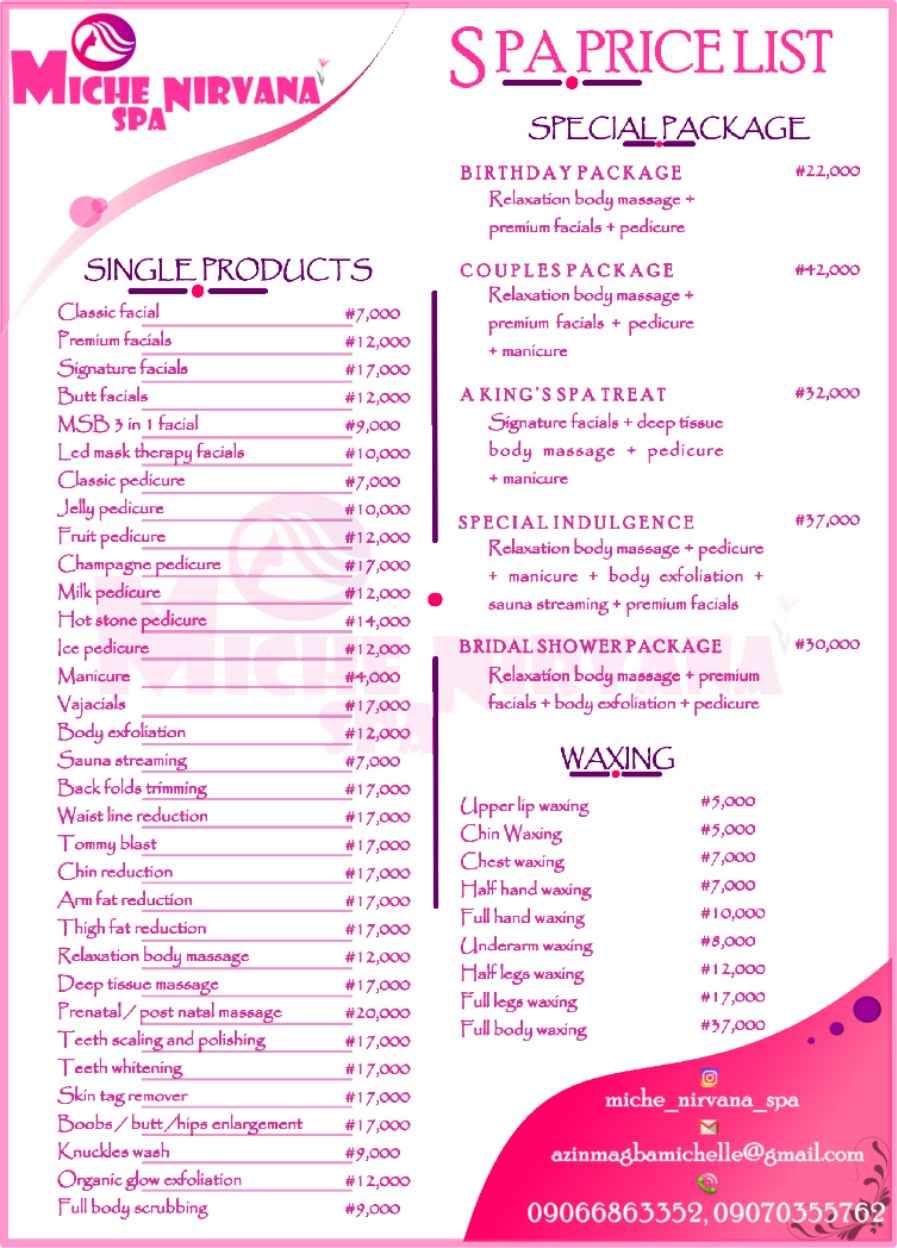 MICHE NIRVANA
SPA
SPA PRICE LIST
SINGLE PRODUCTS
Classic facial #7,000
Premium facials #12,000
Signature facials #17,000
Butt facials #12,000
MSB 3 in 1 facial #9,000
Led mask therapy facials #10,000
Classic pedicure #7,000
Jelly pedicure #10,000
Fruit pedicure #12,000
Champagne pedicure #17,000
Milk pedicure #12,000
Hot stone pedicure #14,000
Ice pedicure #12,000
Manicure #4,000
Vajacials #17,000
Body exfoliation #12,000
Sauna streaming #7,000
Back folds trimming #17,000
Waist line reduction #17,000
Tommy blast #17,000
Chin reduction #17,000
Arm fat reduction #17,000
Thigh fat reduction #17,000
Relaxation body massage #12,000
Deep tissue massage #17,000
Prenatal / post natal massage #20,000
Teeth scaling and polishing #17,000
Teeth whitening #17,000
Skin tag remover #17,000
Boobs / butt /hips enlargement #17,000
Knuckles wash #9,000
Organic glow exfoliation #12,000
Full body scrubbing #9,000
SPECIAL PACKAGE
BIRTHDAY PACKAGE #22,000
Relaxation body massage +
premium facials + pedicure
COUPLES PACKAGE #42,000
Relaxation body massage +
premium facials + pedicure
+ manicure
A KING'S SPA TREAT #32,000
Signature facials + deep tissue
body massage + pedicure
+ manicure
SPECIAL INDULGENCE #37,000
Relaxation body massage + pedicure
+ manicure + body exfoliation +
sauna streaming + premium facials
BRIDAL SHOWER PACKAGE #30,000
Relaxation body massage + premium
facials + body exfoliation + pedicure
WAXING
Upper lip waxing #5,000
Chin Waxing #5,000
Chest waxing #7,000
Half hand waxing #7,000
Full hand waxing #10,000
Underarm waxing #8,000
Half legs waxing #12,000
Full legs waxing #17,000
Full body waxing #37,000
MICHE NIRVANA
SPA
miche_nirvana_spa
azinmagbamichelle@gmail.com
09066863352, 09070355762